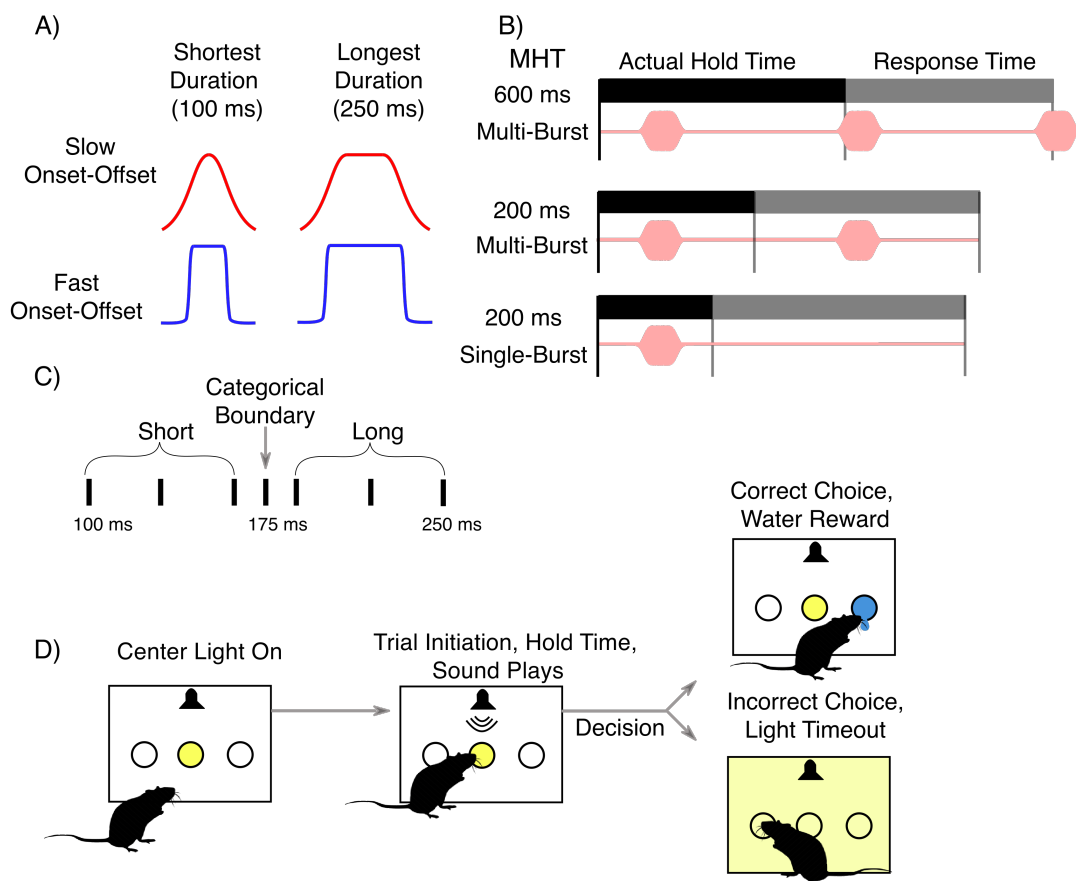 A)
Shortest
Duration
(100 ms)
Longest
Duration
(250 ms)
Slow
Onset-Offset
Fast
Onset-Offset
B)
MHT
Actual Hold Time
Response Time
600 ms
Multi-Burst
200 ms
Multi-Burst
200 ms
Single-Burst
C)
Categorical
Boundary
Short
Long
100 ms
175 ms
250 ms
D)
Center Light On
Trial Initiation, Hold Time,
Sound Plays
Decision
Correct Choice,
Water Reward
Incorrect Choice,
Light Timeout